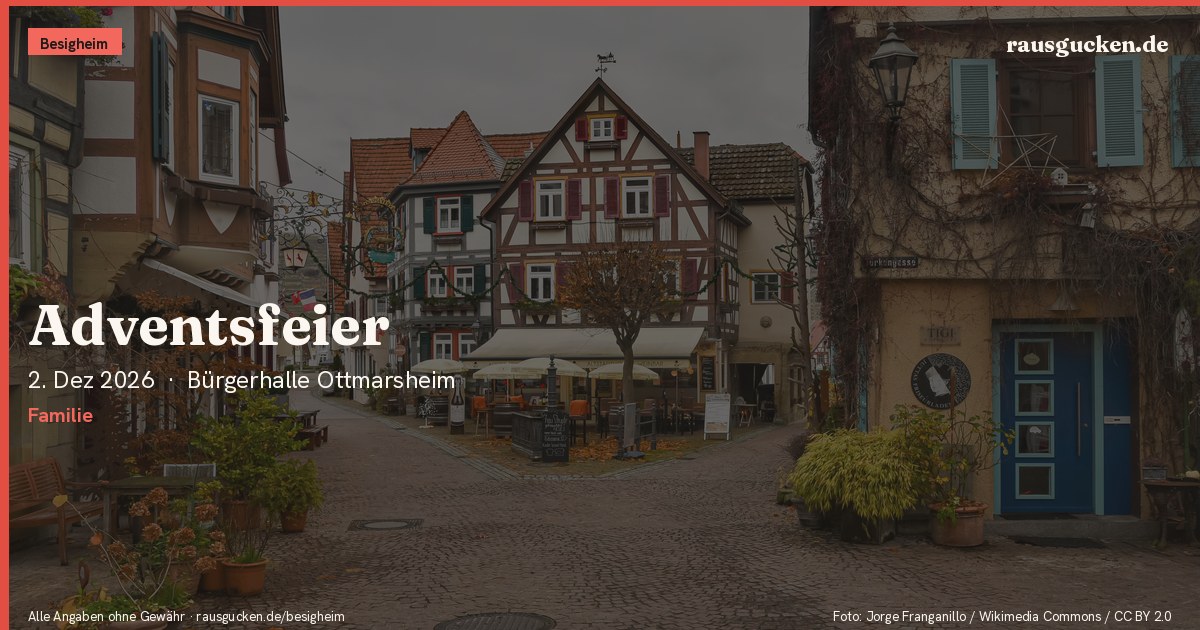 Besigheim
rausgucken.de
Adventsfeier
2. Dez 2026 · Bürgerhalle Ottmarsheim
Familie
Alle Angaben ohne Gewähr · rausgucken.de/besigheim
Foto: Jorge Franganillo / Wikimedia Commons / CC BY 2.0